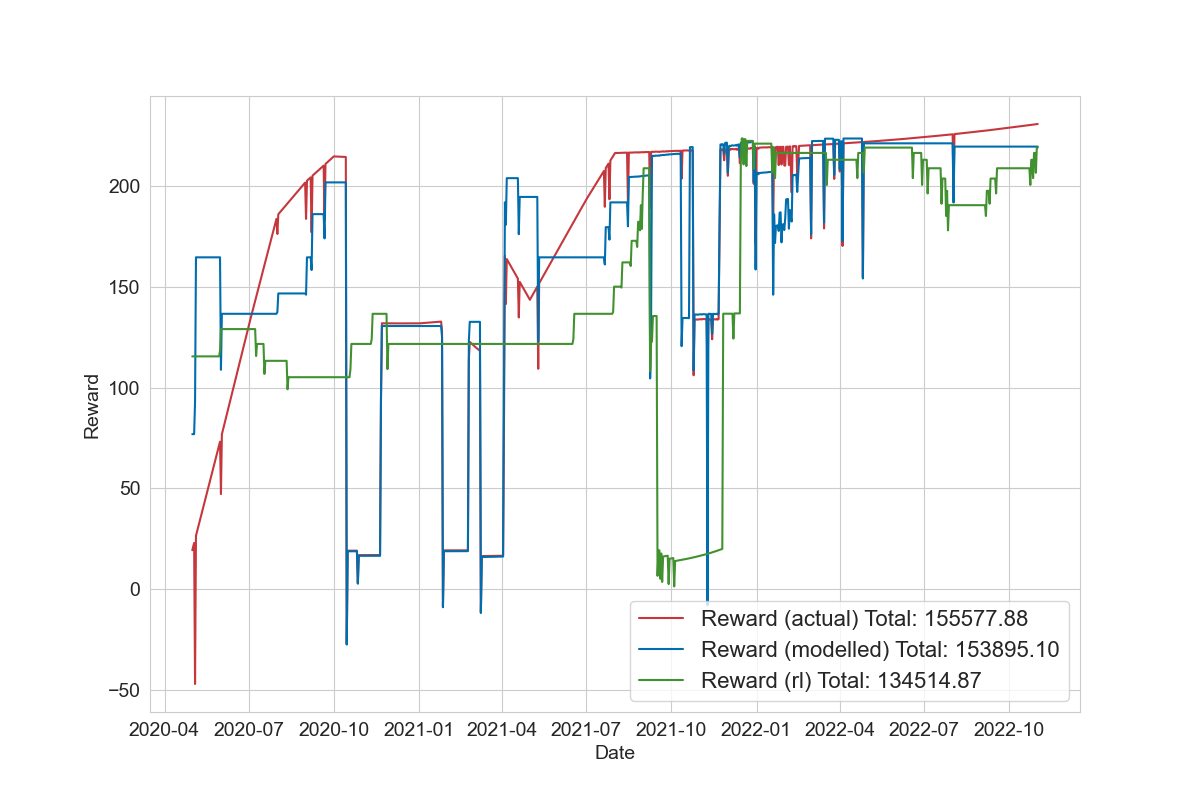 200
150
100
50
0
−50
Reward
2020-04 2020-07 2020-10 2021-01 2021-04 2021-07 2021-10 2022-01 2022-04 2022-07 2022-10
Date
Reward (actual) Total: 155577.88
Reward (modelled) Total: 153895.10
Reward (rl) Total: 134514.87